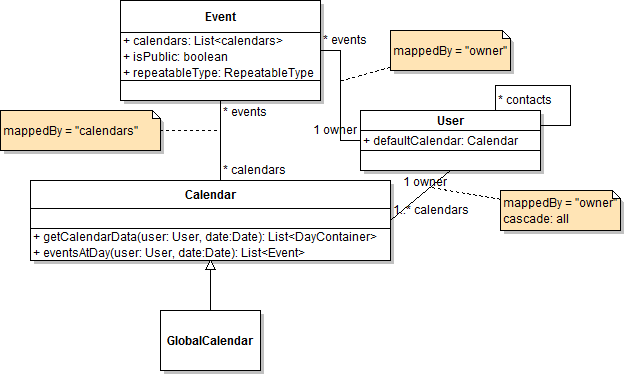 Event
+ calendars: List<calendars>
+ isPublic: boolean
+ repeatableType: RepeatableType
* events
mappedBy = "owner"
* contacts
* events
mappedBy = "calendars"
1 owner
User
+ defaultCalendar: Calendar
* calendars
1 owner
Calendar
mappedBy = "owner"
cascade: all
1..* calendars
+ getCalendarData(user: User, date:Date): List<DayContainer>
+ eventsAtDay(user: User, date:Date): List<Event>
GlobalCalendar